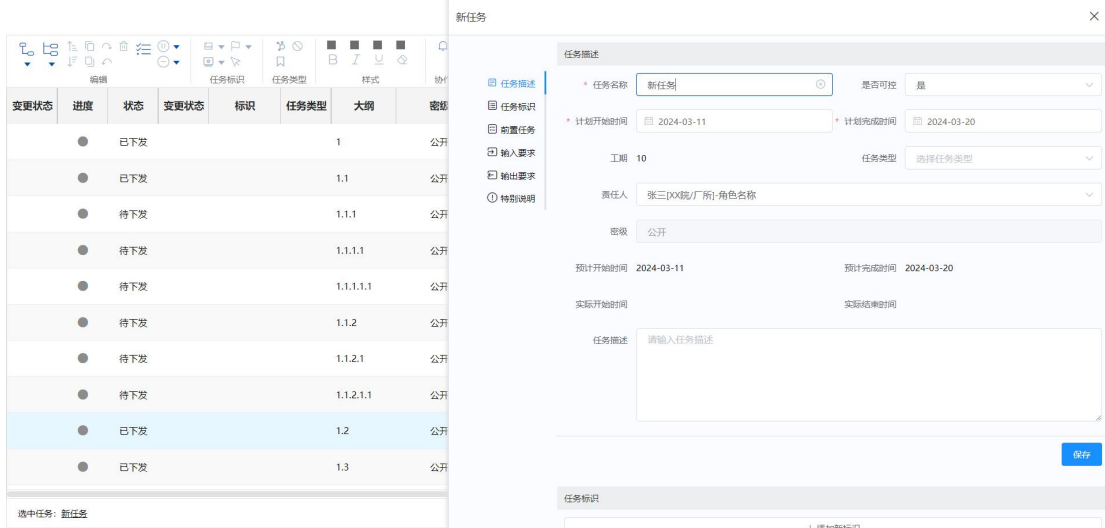 新任务
编辑
任务标识
任务类型
样式
B I U
变更状态 进度 状态 变更状态 标识 任务类型 大纲 密级
已下发 1 公开
已下发 1.1 公开
待下发 1.1.1 公开
待下发 1.1.1.1 公开
待下发 1.1.1.1.1 公开
待下发 1.1.2 公开
待下发 1.1.2.1 公开
待下发 1.1.2.1.1 公开
已下发 1.2 公开
已下发 1.3 公开
选中任务: 新任务
任务描述
任务标识
前置任务
输入要求
输出要求
特别说明
任务描述
* 任务名称 新任务 是否可控 是
* 计划开始时间 2024-03-11 * 计划完成时间 2024-03-20
工期 10 任务类型 选择任务类型
责任人 张三[XX院/厂所]-角色名称
密级 公开
预计开始时间 2024-03-11 预计完成时间 2024-03-20
实际开始时间 实际结束时间
任务描述 请输入任务描述
保存
任务标识